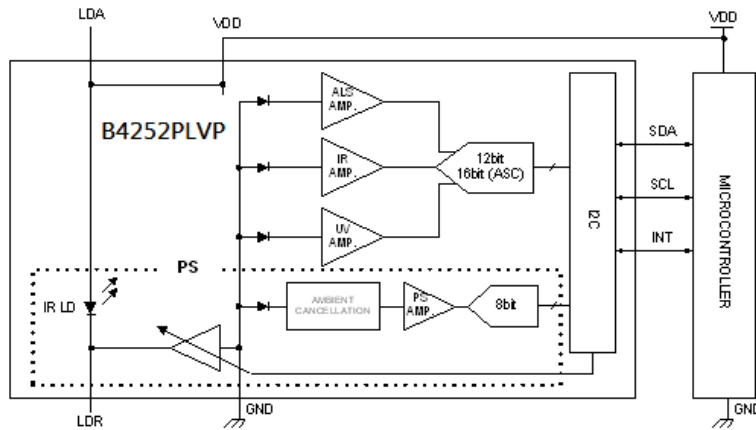 LDA
VDD
VDD
B4252PLVP
ALS
AMP.
IR
AMP.
UV
AMP.
12bit
16bit (ASC)
I2C
SDA
SCL
INT
MICROCONTROLLER
PS
IR LD
AMBIENT
CANCELLATION
PS
AMP.
8bit
LDR
GND
GND